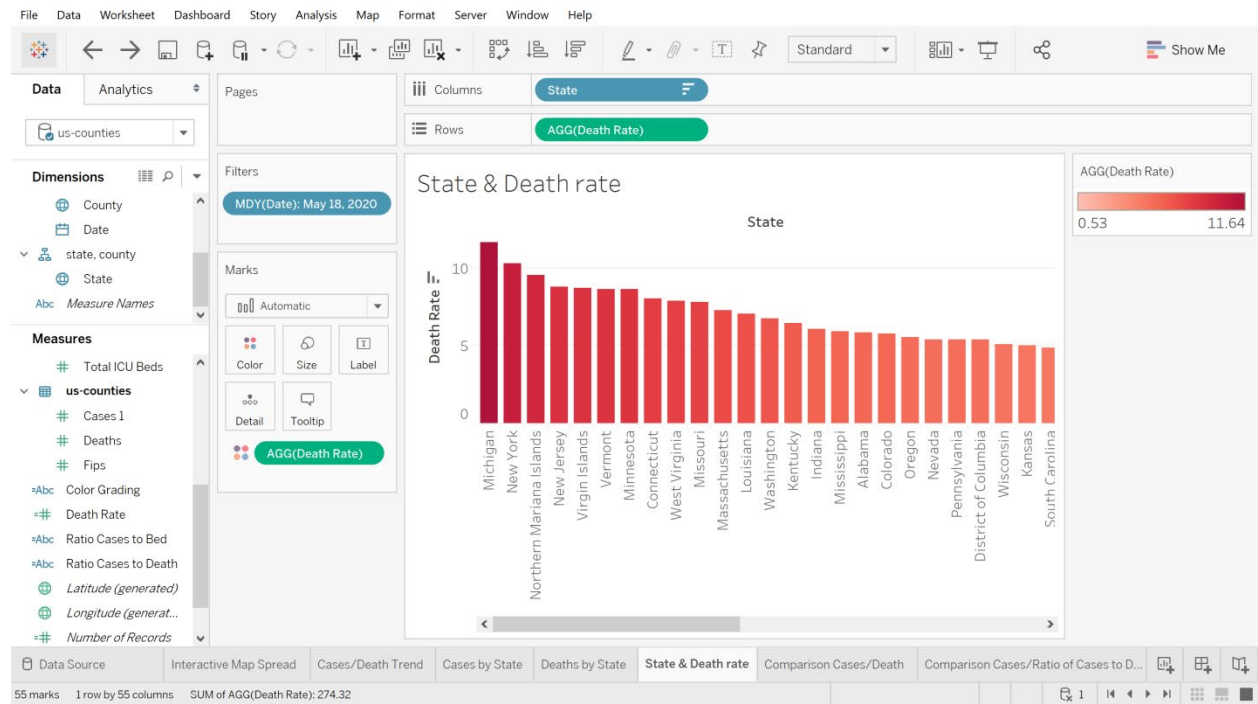 File Data Worksheet Dashboard Story Analysis Map Format Server Window Help
Standard
Show Me
Data Analytics
us-counties
Dimensions
County
Date
state, county
State
Abc Measure Names
Measures
# Total ICU Beds
us-counties
# Cases 1
# Deaths
# Fips
=Abc Color Grading
=# Death Rate
=Abc Ratio Cases to Bed
=Abc Ratio Cases to Death
Latitude (generated)
Longitude (generat...
=# Number of Records
Pages
Filters
MDY(Date): May 18, 2020
Marks
Automatic
Color Size Label
Detail Tooltip
AGG(Death Rate)
iii Columns State
Rows AGG(Death Rate)
State & Death rate
State
Death Rate
10
5
0
Michigan
New York
Northern Mariana Islands
New Jersey
Virgin Islands
Vermont
Minnesota
Connecticut
West Virginia
Missouri
Massachusetts
Louisiana
Washington
Kentucky
Indiana
Mississippi
Alabama
Colorado
Oregon
Nevada
Pennsylvania
District of Columbia
Wisconsin
Kansas
South Carolina
AGG(Death Rate)
0.53 11.64
Data Source Interactive Map Spread Cases/Death Trend Cases by State Deaths by State State & Death rate Comparison Cases/Death Comparison Cases/Ratio of Cases to D...
55 marks 1 row by 55 columns SUM of AGG(Death Rate): 274.32 1